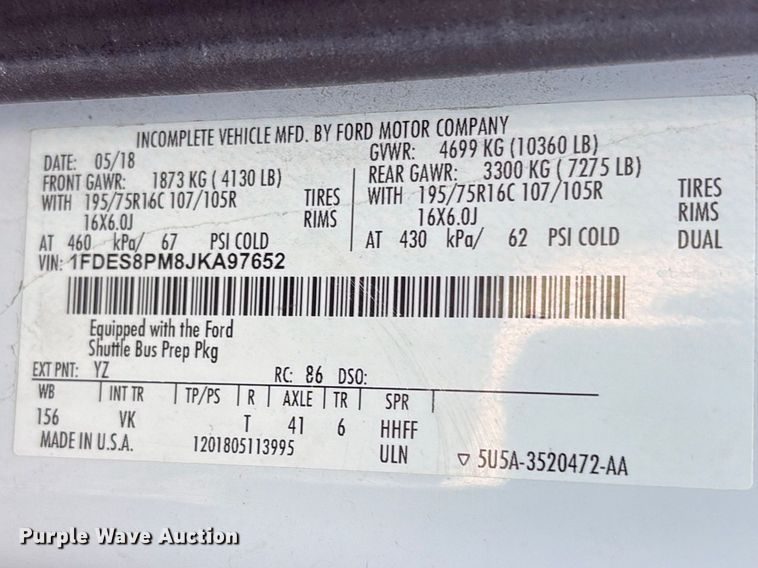 INCOMPLETE VEHICLE MFD. BY FORD MOTOR COMPANY
DATE: 05/18 GVWR: 4699 KG (10360 LB)
FRONT GAWR: 1873 KG ( 4130 LB) REAR GAWR: 3300 KG ( 7275 LB)
WITH 195/75R16C 107/105R TIRES WITH 195/75R16C 107/105R TIRES
16X6.0J RIMS 16X6.0J RIMS
AT 460 kPa/ 67 PSI COLD AT 430 kPa/ 62 PSI COLD DUAL
VIN: 1FDES8PM8JKA97652
Equipped with the Ford
Shuttle Bus Prep Pkg
EXT PNT: YZ RC: 86 DSO:
WB INT TR TP/PS R AXLE TR SPR
156 VK T 41 6 HHFF
MADE IN U.S.A. 1201805113995 ULN 5U5A-3520472-AA
Purple Wave Auction